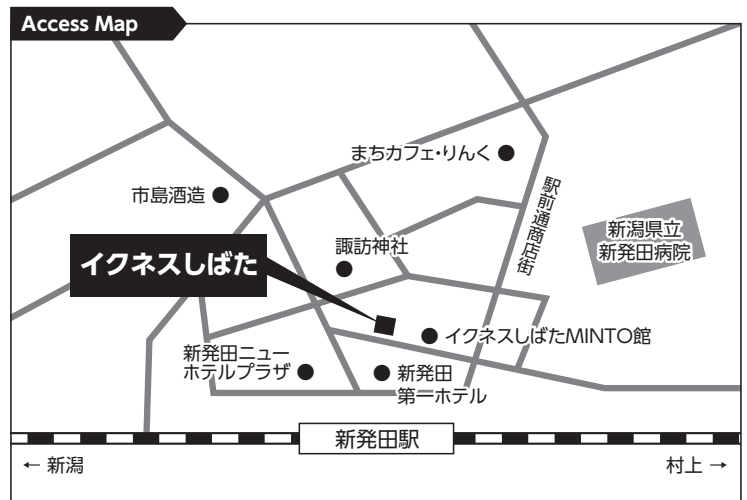 Access Map
まちカフェ・りんく
市島酒造
駅前通商店街
新潟県立
新発田病院
諏訪神社
イクネスしばた
イクネスしばたMINTO館
新発田ニュー
ホテルプラザ
新発田
第一ホテル
新発田駅
← 新潟
村上 →